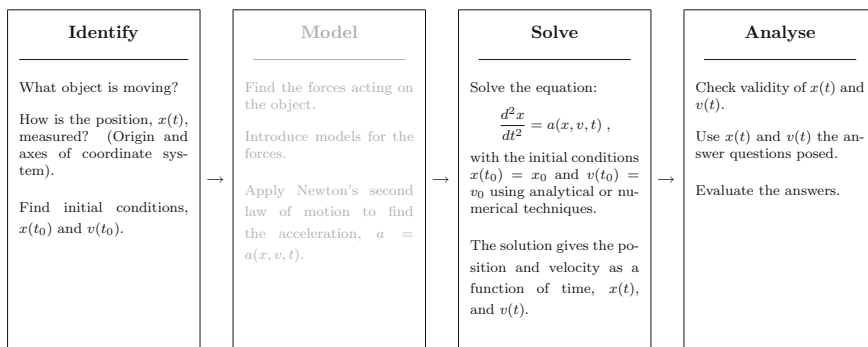 Identify
What object is moving?
How is the position, x(t),
measured? (Origin and
axes of coordinate sys-
tem).
Find initial conditions,
x(t₀) and v(t₀).
→
Model
Find the forces acting on
the object.
Introduce models for the
forces.
Apply Newton's second
law of motion to find
the acceleration, a =
a(x, v, t).
→
Solve
Solve the equation:
d²x/dt² = a(x, v, t) ,
with the initial conditions
x(t₀) = x₀ and v(t₀) =
v₀ using analytical or nu-
merical techniques.
The solution gives the po-
sition and velocity as a
function of time, x(t),
and v(t).
→
Analyse
Check validity of x(t) and
v(t).
Use x(t) and v(t) the an-
swer questions posed.
Evaluate the answers.